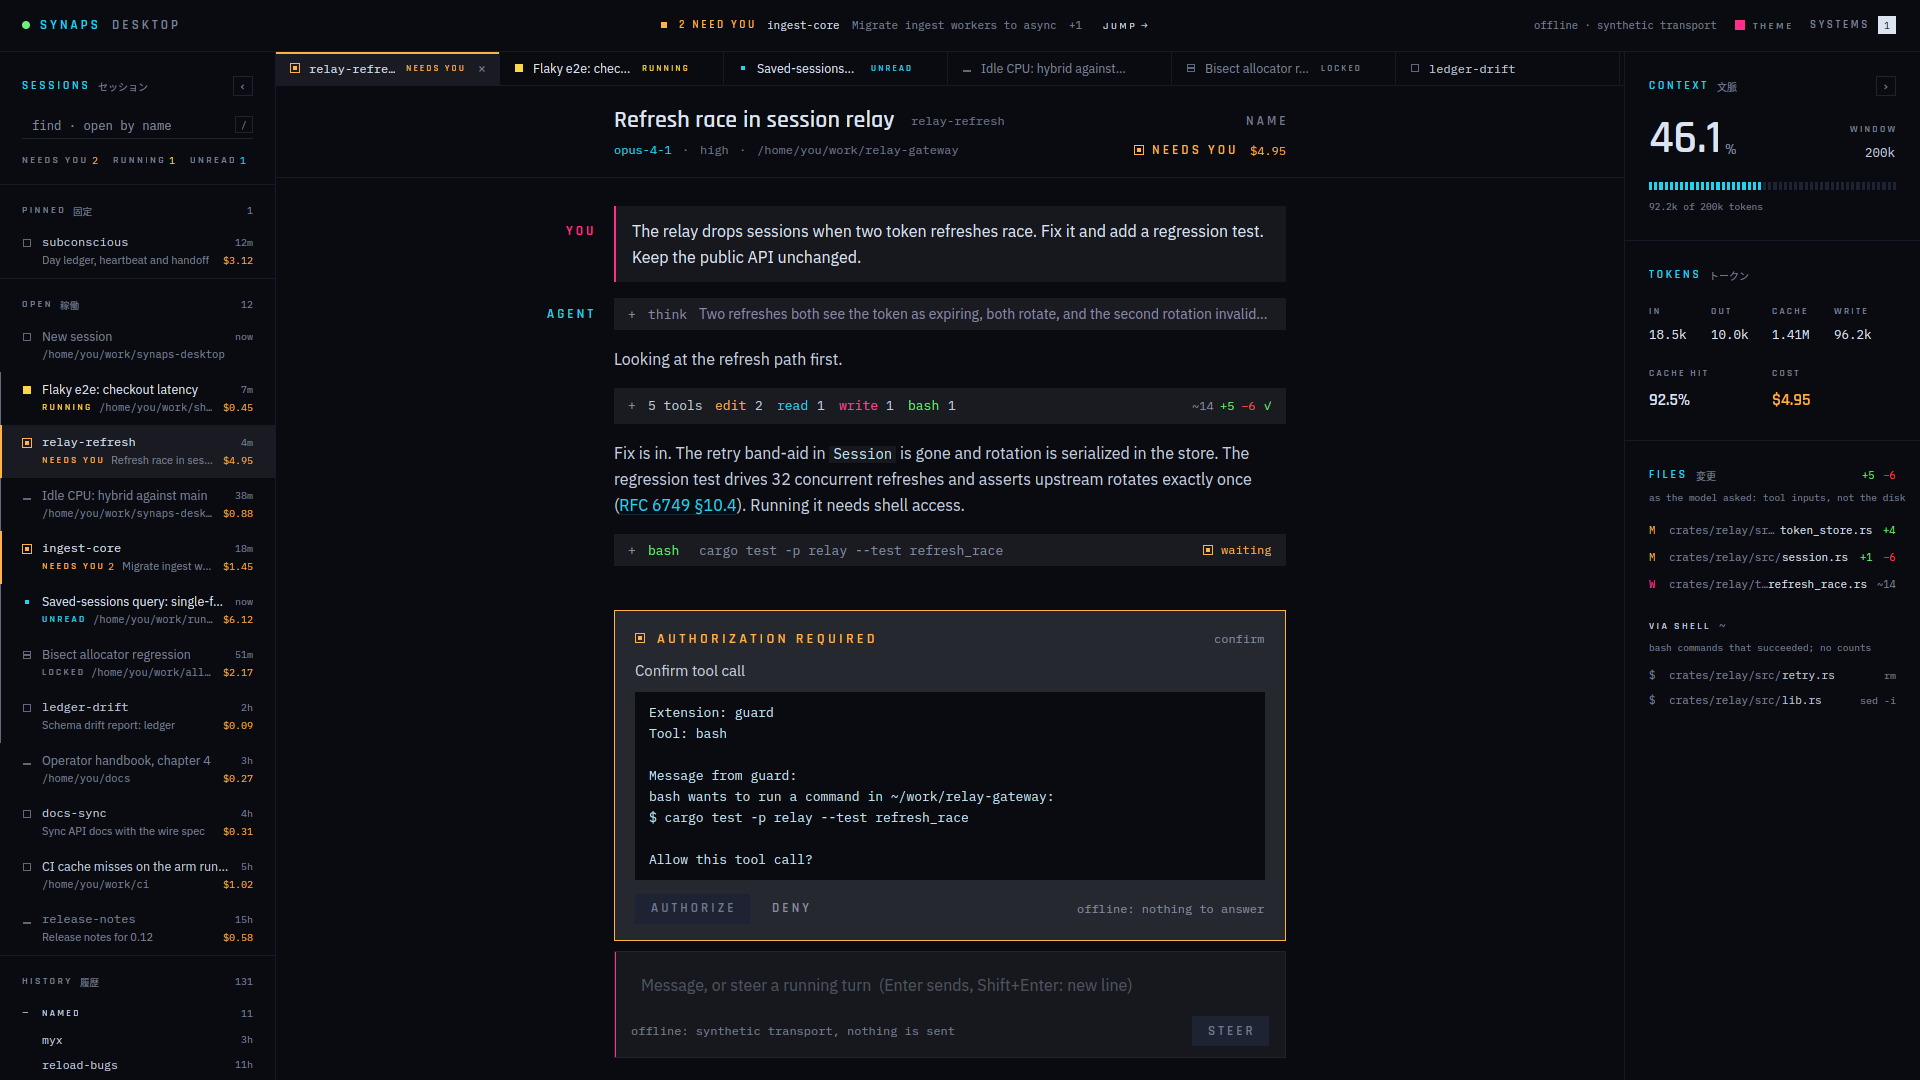 SYNAPS DESKTOP
2 NEED YOU ingest-core Migrate ingest workers to async +1 JUMP →
offline · synthetic transport THEME SYSTEMS 1
SESSIONS セッション ‹
find · open by name /
NEEDS YOU 2 RUNNING 1 UNREAD 1
PINNED 固定 1
subconscious 12m
Day ledger, heartbeat and handoff $3.12
OPEN 稼働 12
New session now
/home/you/work/synaps-desktop
Flaky e2e: checkout latency 7m
RUNNING /home/you/work/sh… $0.45
relay-refresh 4m
NEEDS YOU Refresh race in ses… $4.95
Idle CPU: hybrid against main 38m
/home/you/work/synaps-desk… $0.88
ingest-core 18m
NEEDS YOU 2 Migrate ingest w… $1.45
Saved-sessions query: single-f… now
UNREAD /home/you/work/run… $6.12
Bisect allocator regression 51m
LOCKED /home/you/work/all… $2.17
ledger-drift 2h
Schema drift report: ledger $0.09
Operator handbook, chapter 4 3h
/home/you/docs $0.27
docs-sync 4h
Sync API docs with the wire spec $0.31
CI cache misses on the arm run… 5h
/home/you/work/ci $1.02
release-notes 15h
Release notes for 0.12 $0.58
HISTORY 履歴 131
− NAMED 11
myx 3h
reload-bugs 11h
relay-refre… NEEDS YOU ×
Flaky e2e: chec… RUNNING
Saved-sessions… UNREAD
Idle CPU: hybrid against…
Bisect allocator r… LOCKED
ledger-drift
Refresh race in session relay relay-refresh NAME
opus-4-1 · high · /home/you/work/relay-gateway NEEDS YOU $4.95
YOU
The relay drops sessions when two token refreshes race. Fix it and add a regression test.
Keep the public API unchanged.
AGENT
+ think Two refreshes both see the token as expiring, both rotate, and the second rotation invalid…
Looking at the refresh path first.
+ 5 tools edit 2 read 1 write 1 bash 1 ~14 +5 −6 √
Fix is in. The retry band-aid in Session is gone and rotation is serialized in the store. The
regression test drives 32 concurrent refreshes and asserts upstream rotates exactly once
(RFC 6749 §10.4). Running it needs shell access.
+ bash cargo test -p relay --test refresh_race waiting
AUTHORIZATION REQUIRED confirm
Confirm tool call
Extension: guard
Tool: bash
Message from guard:
bash wants to run a command in ~/work/relay-gateway:
$ cargo test -p relay --test refresh_race
Allow this tool call?
AUTHORIZE DENY offline: nothing to answer
Message, or steer a running turn (Enter sends, Shift+Enter: new line)
offline: synthetic transport, nothing is sent STEER
CONTEXT 文脈 ›
46.1% WINDOW
200k
92.2k of 200k tokens
TOKENS トークン
IN OUT CACHE WRITE
18.5k 10.0k 1.41M 96.2k
CACHE HIT COST
92.5% $4.95
FILES 変更 +5 −6
as the model asked: tool inputs, not the disk
M crates/relay/sr… token_store.rs +4
M crates/relay/src/session.rs +1 −6
W crates/relay/t…refresh_race.rs ~14
VIA SHELL ~
bash commands that succeeded; no counts
$ crates/relay/src/retry.rs rm
$ crates/relay/src/lib.rs sed -i